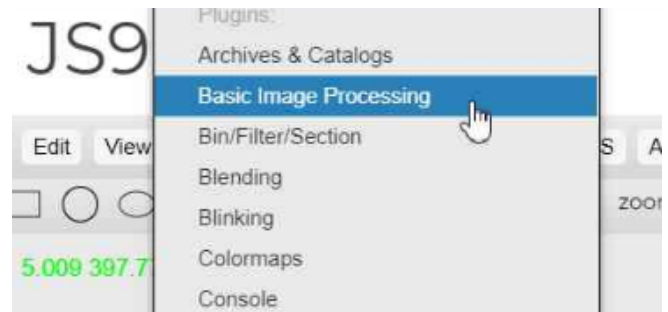 Plugins:
JS9
Archives & Catalogs
Basic Image Processing
Edit View
Bin/Filter/Section
S A
Blending
zoom
Blinking
5.009 397.7
Colormaps
Console